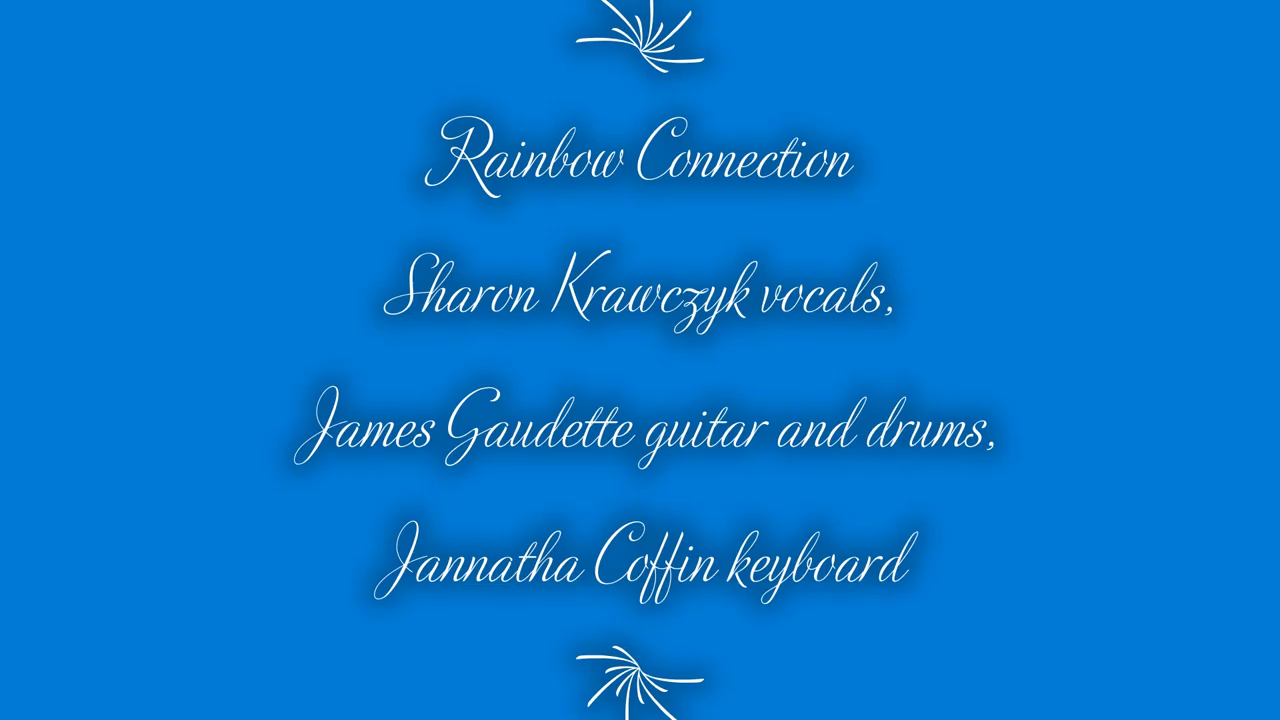 Rainbow Connection
Sharon Krawczyk vocals,
James Gaudette guitar and drums,
Jannatha Coffin keyboard